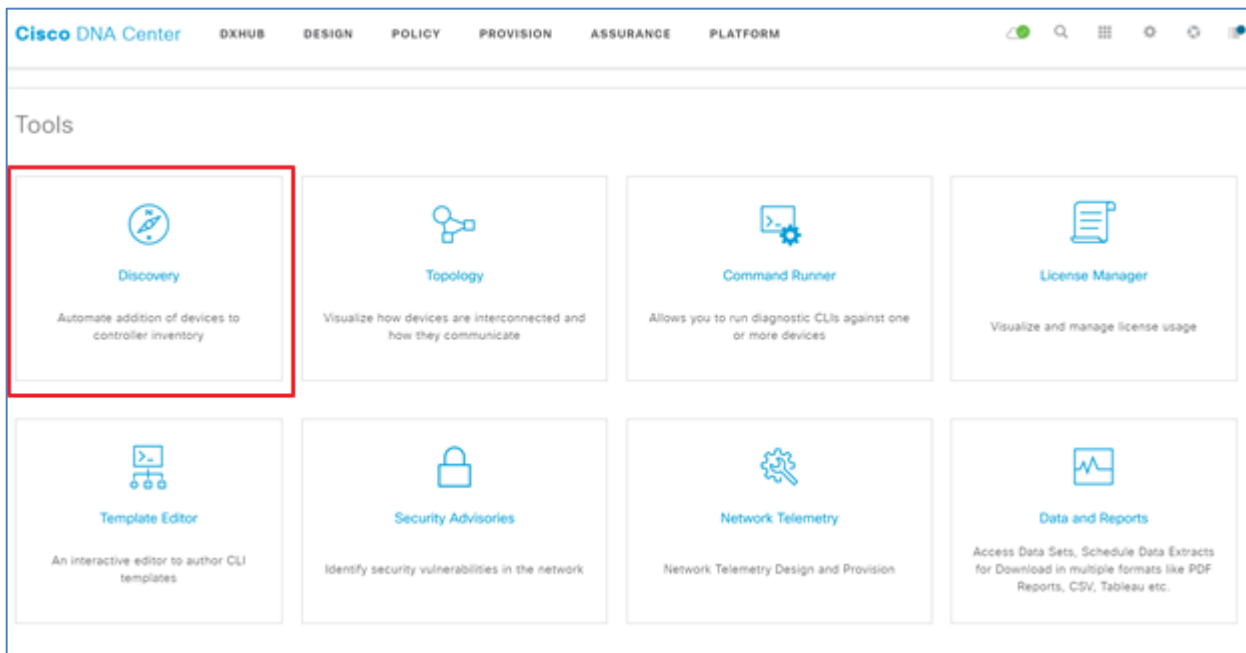 Cisco DNA Center DXHUB DESIGN POLICY PROVISION ASSURANCE PLATFORM
Tools
Discovery
Automate addition of devices to
controller inventory
Topology
Visualize how devices are interconnected and
how they communicate
Command Runner
Allows you to run diagnostic CLIs against one
or more devices
License Manager
Visualize and manage license usage
Template Editor
An interactive editor to author CLI
templates
Security Advisories
Identify security vulnerabilities in the network
Network Telemetry
Network Telemetry Design and Provision
Data and Reports
Access Data Sets, Schedule Data Extracts
for Download in multiple formats like PDF
Reports, CSV, Tableau etc.